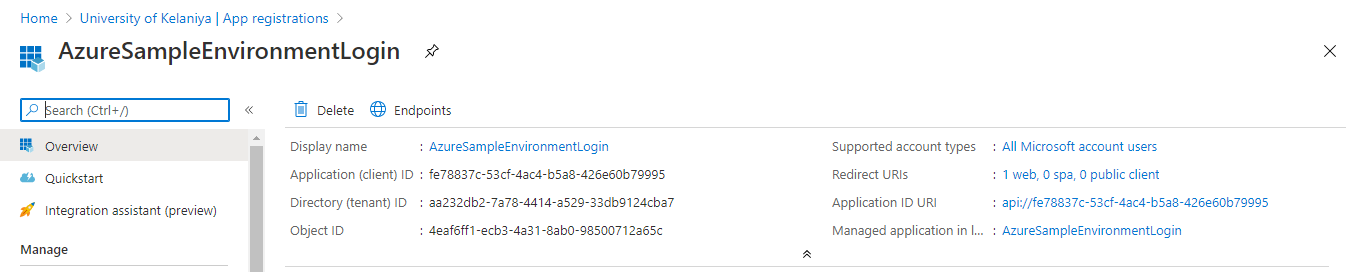 Home > University of Kelaniya | App registrations >
AzureSampleEnvironmentLogin
Search (Ctrl+/)
«
Overview
Quickstart
Integration assistant (preview)
Manage
Delete
Endpoints
Display name : AzureSampleEnvironmentLogin
Application (client) ID : fe78837c-53cf-4ac4-b5a8-426e60b79995
Directory (tenant) ID : aa232db2-7a78-4414-a529-33db9124cba7
Object ID : 4eaf6ff1-ecb3-4a31-8ab0-98500712a65c
Supported account types : All Microsoft account users
Redirect URIs : 1 web, 0 spa, 0 public client
Application ID URI : api://fe78837c-53cf-4ac4-b5a8-426e60b79995
Managed application in l... : AzureSampleEnvironmentLogin